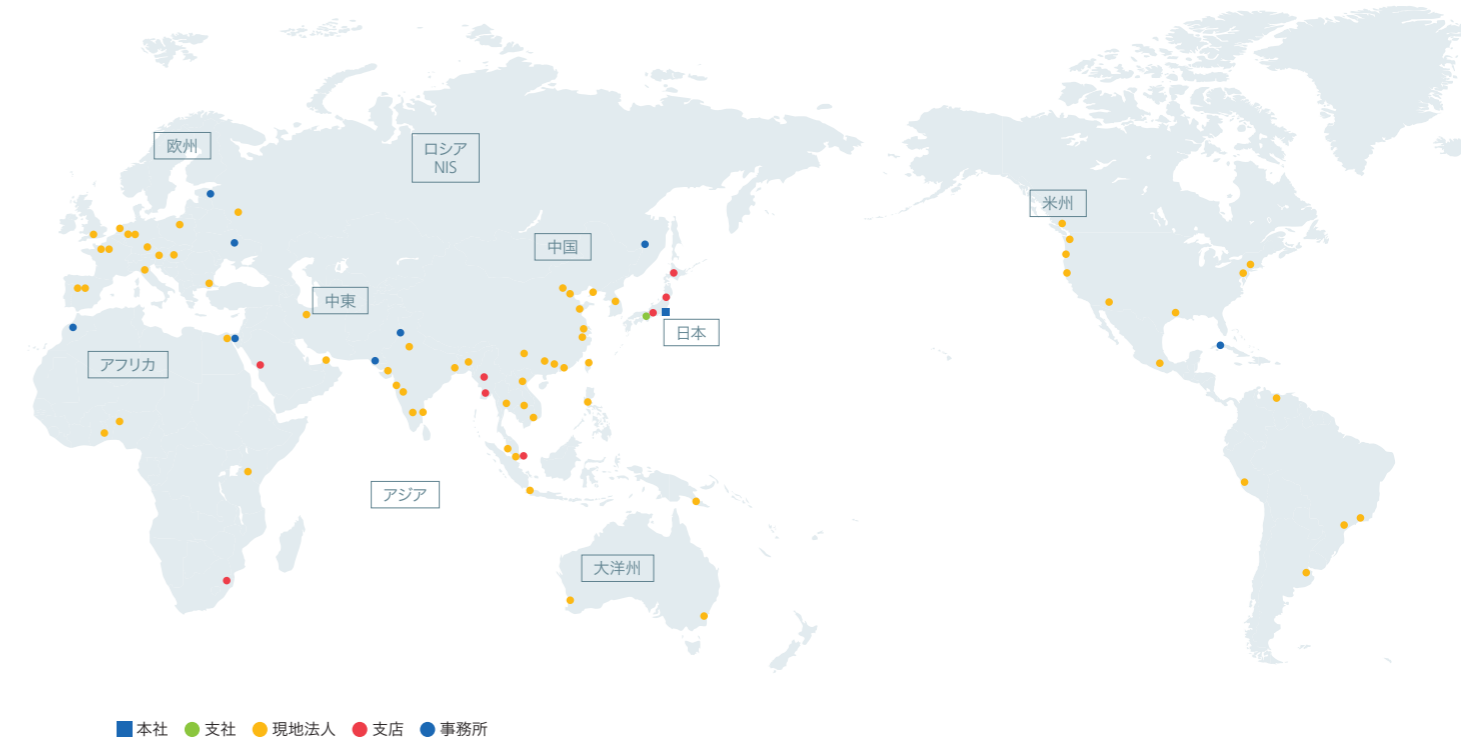 欧州
ロシア
NIS
米州
中国
中東
日本
アフリカ
アジア
大洋州
本社 支社 現地法人 支店 事務所